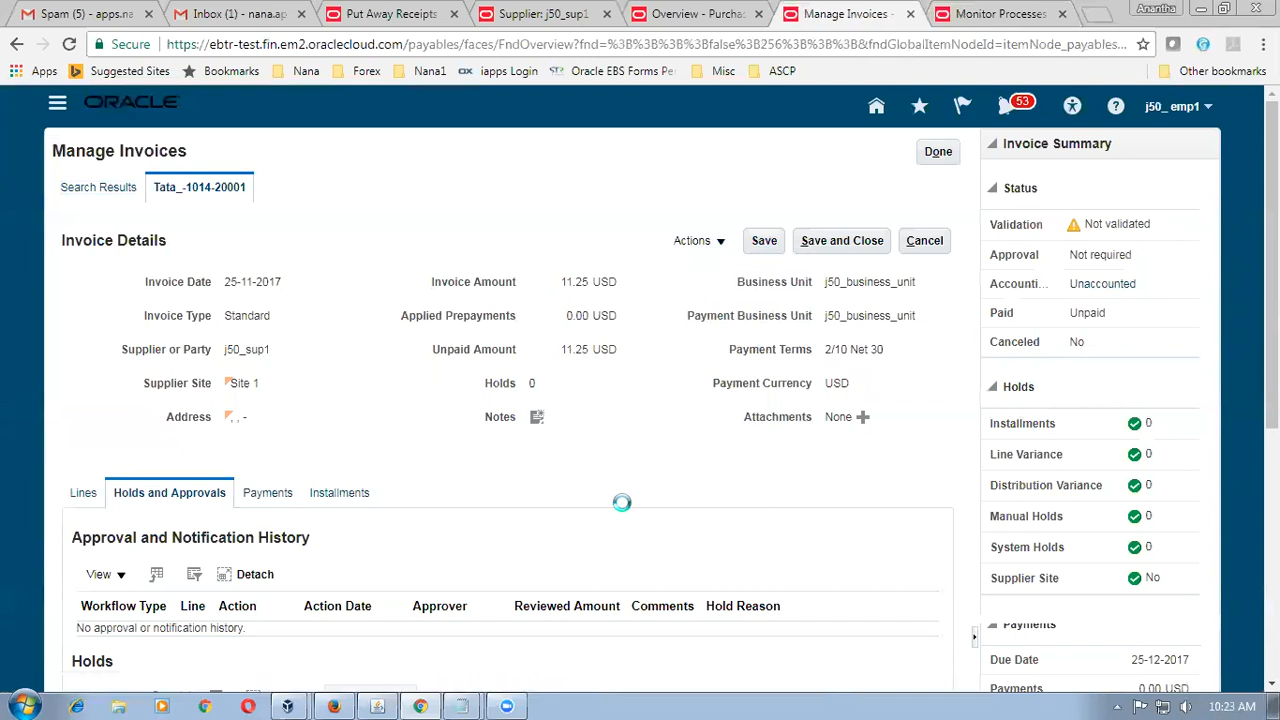 Spam (5) - apps.na
Inbox (1) - nana.ap
Put Away Receipts
Supplier: j50_sup1
Overview - Purcha
Manage Invoices -
Monitor Processes
Anantha
Secure
https://ebtr-test.fin.em2.oraclecloud.com/payables/faces/FndOverview?fnd=%3B%3B%3B%3Bfalse%3B256%3B%3B%3B&fndGlobalItemNodeId=itemNode_payables...
Apps
Suggested Sites
Bookmarks
Nana
Forex
Nana1
iapps Login
Oracle EBS Forms Per
Misc
ASCP
Other bookmarks
ORACLE
53
j50_emp1
Manage Invoices
Done
Search Results
Tata_-1014-20001
Invoice Details
Actions
Save
Save and Close
Cancel
Invoice Date 25-11-2017
Invoice Amount 11.25 USD
Business Unit j50_business_unit
Invoice Type Standard
Applied Prepayments 0.00 USD
Payment Business Unit j50_business_unit
Supplier or Party j50_sup1
Unpaid Amount 11.25 USD
Payment Terms 2/10 Net 30
Supplier Site Site 1
Holds 0
Payment Currency USD
Address , , -
Notes
Attachments None
Lines
Holds and Approvals
Payments
Installments
Approval and Notification History
View
Detach
Workflow Type Line Action Action Date Approver Reviewed Amount Comments Hold Reason
No approval or notification history.
Holds
Invoice Summary
Status
Validation Not validated
Approval Not required
Accounti... Unaccounted
Paid Unpaid
Canceled No
Holds
Installments 0
Line Variance 0
Distribution Variance 0
Manual Holds 0
System Holds 0
Supplier Site No
Payments
Due Date 25-12-2017
Payments 0.00 USD
10:23 AM